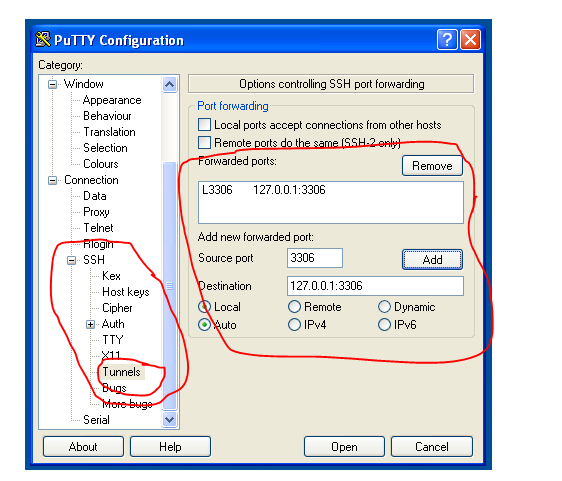 PuTTY Configuration
Category:
Window
Appearance
Behaviour
Translation
Selection
Colours
Connection
Data
Proxy
Telnet
Rlogin
SSH
Kex
Host keys
Cipher
Auth
TTY
X11
Tunnels
Bugs
More bugs
Serial
Options controlling SSH port forwarding
Port forwarding
Local ports accept connections from other hosts
Remote ports do the same (SSH-2 only)
Forwarded ports: Remove
L3306 127.0.0.1:3306
Add new forwarded port:
Source port 3306 Add
Destination 127.0.0.1:3306
Local Remote Dynamic
Auto IPv4 IPv6
About Help Open Cancel